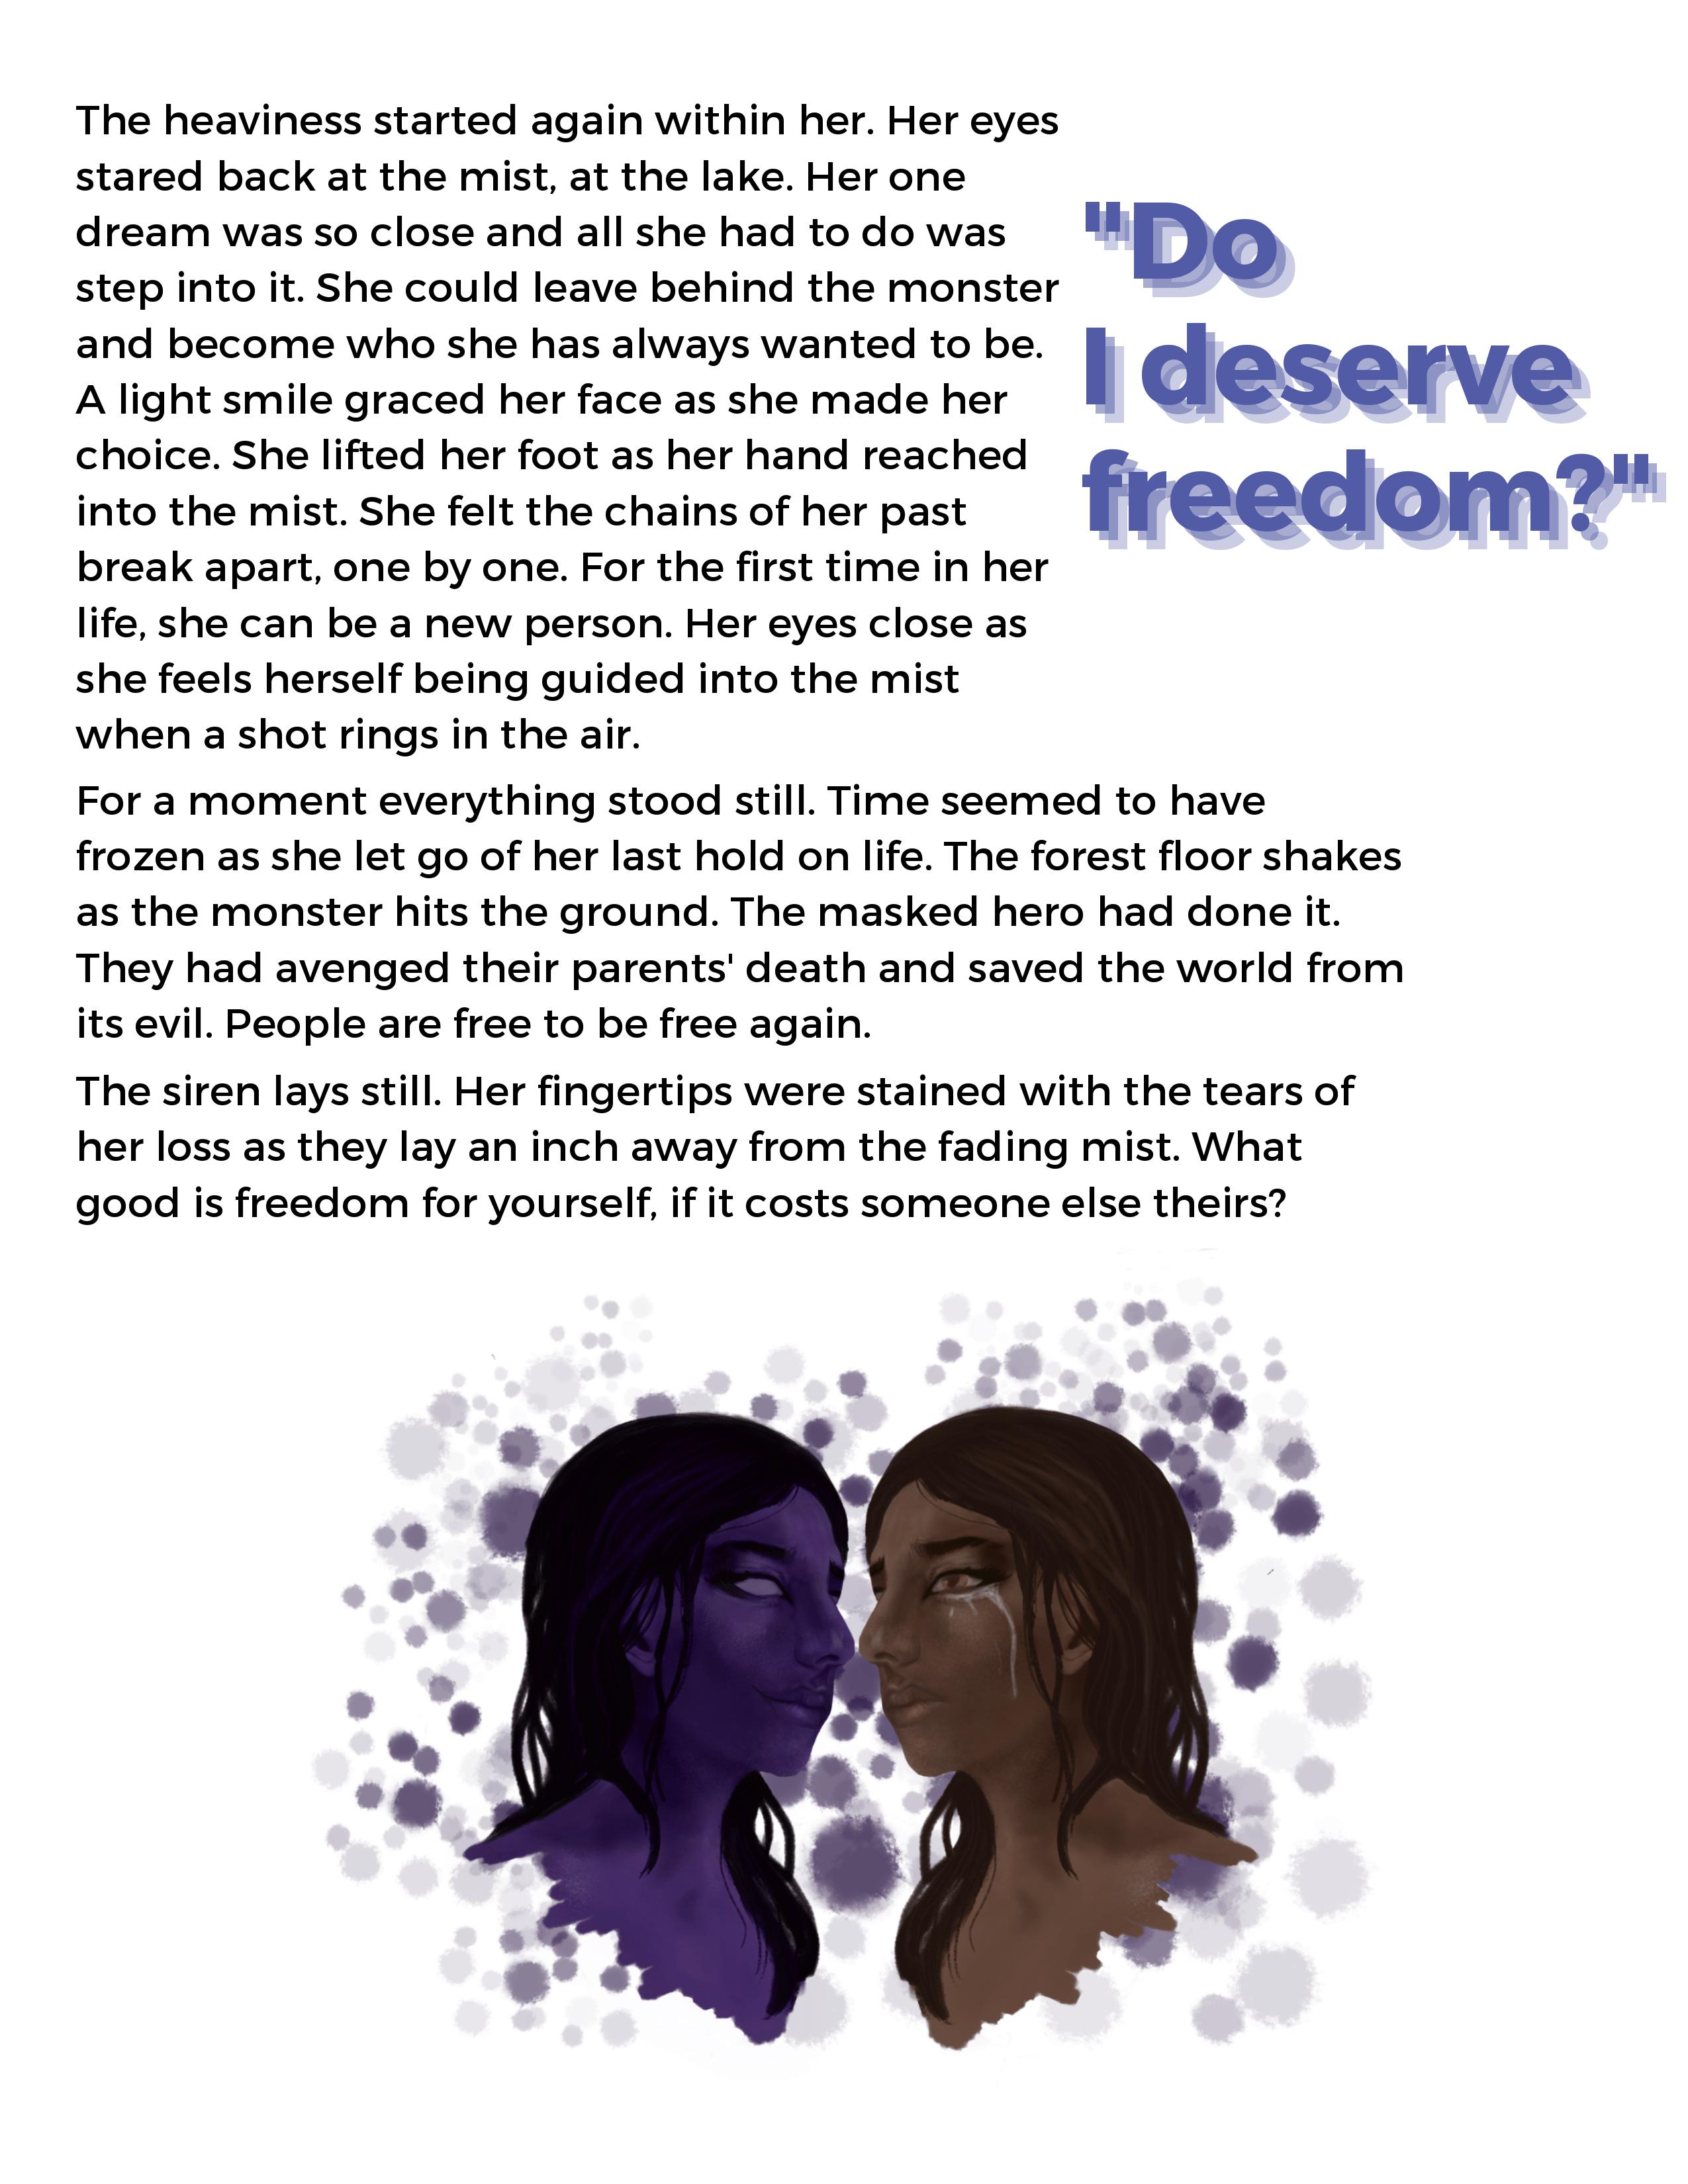 The heaviness started again within her. Her eyes
stared back at the mist, at the lake. Her one
dream was so close and all she had to do was
step into it. She could leave behind the monster
and become who she has always wanted to be.
A light smile graced her face as she made her
choice. She lifted her foot as her hand reached
into the mist. She felt the chains of her past
break apart, one by one. For the first time in her
life, she can be a new person. Her eyes close as
she feels herself being guided into the mist
when a shot rings in the air.
"Do
I deserve
freedom?"
For a moment everything stood still. Time seemed to have
frozen as she let go of her last hold on life. The forest floor shakes
as the monster hits the ground. The masked hero had done it.
They had avenged their parents' death and saved the world from
its evil. People are free to be free again.
The siren lays still. Her fingertips were stained with the tears of
her loss as they lay an inch away from the fading mist. What
good is freedom for yourself, if it costs someone else theirs?